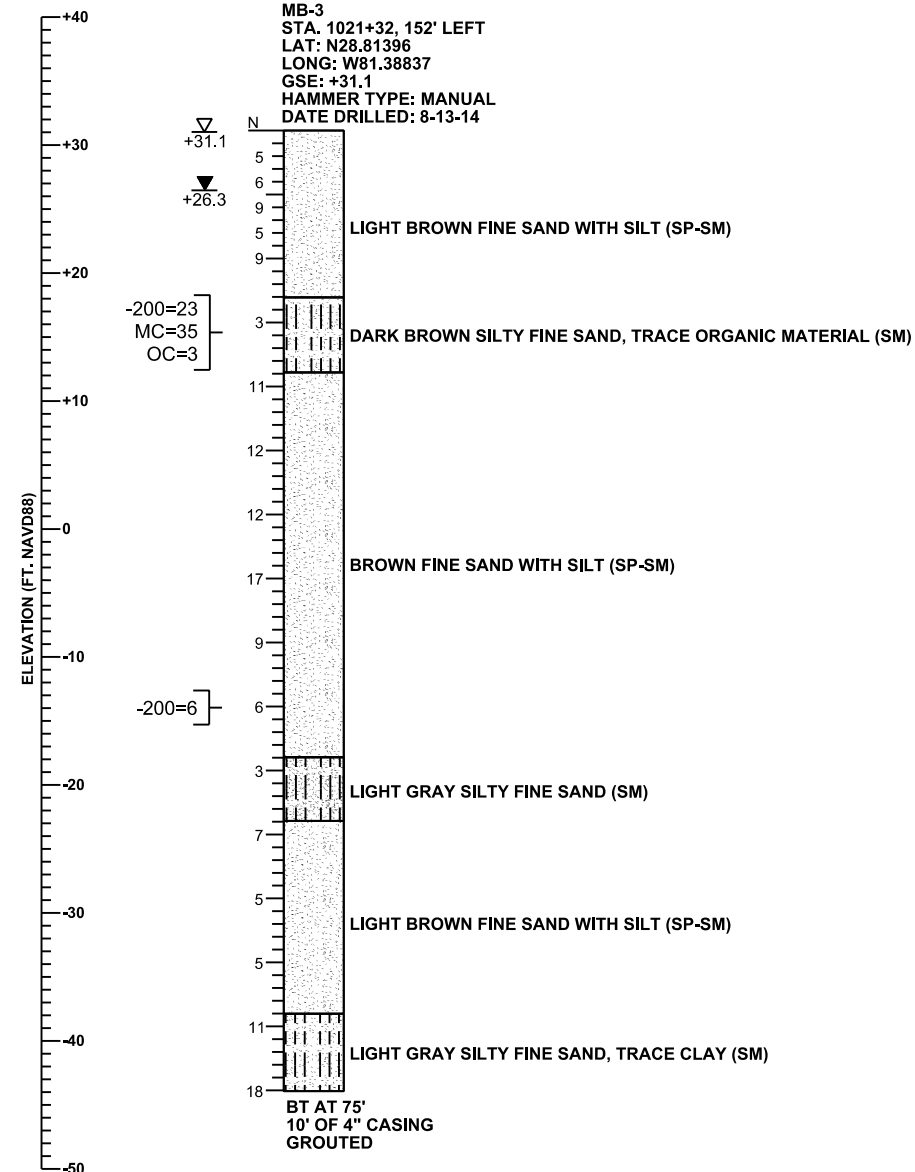 MB-3
STA. 1021+32, 152' LEFT
LAT: N28.81396
LONG: W81.38837
GSE: +31.1
HAMMER TYPE: MANUAL
DATE DRILLED: 8-13-14
ELEVATION (FT. NAVD88)
+40
+30
+20
+10
0
-10
-20
-30
-40
-50
+31.1
+26.3
N
5
6
9
5
9
3
11
12
12
17
9
6
3
7
5
5
11
18
-200=23
MC=35
OC=3
-200=6
LIGHT BROWN FINE SAND WITH SILT (SP-SM)
DARK BROWN SILTY FINE SAND, TRACE ORGANIC MATERIAL (SM)
BROWN FINE SAND WITH SILT (SP-SM)
LIGHT GRAY SILTY FINE SAND (SM)
LIGHT BROWN FINE SAND WITH SILT (SP-SM)
LIGHT GRAY SILTY FINE SAND, TRACE CLAY (SM)
BT AT 75'
10' OF 4" CASING
GROUTED